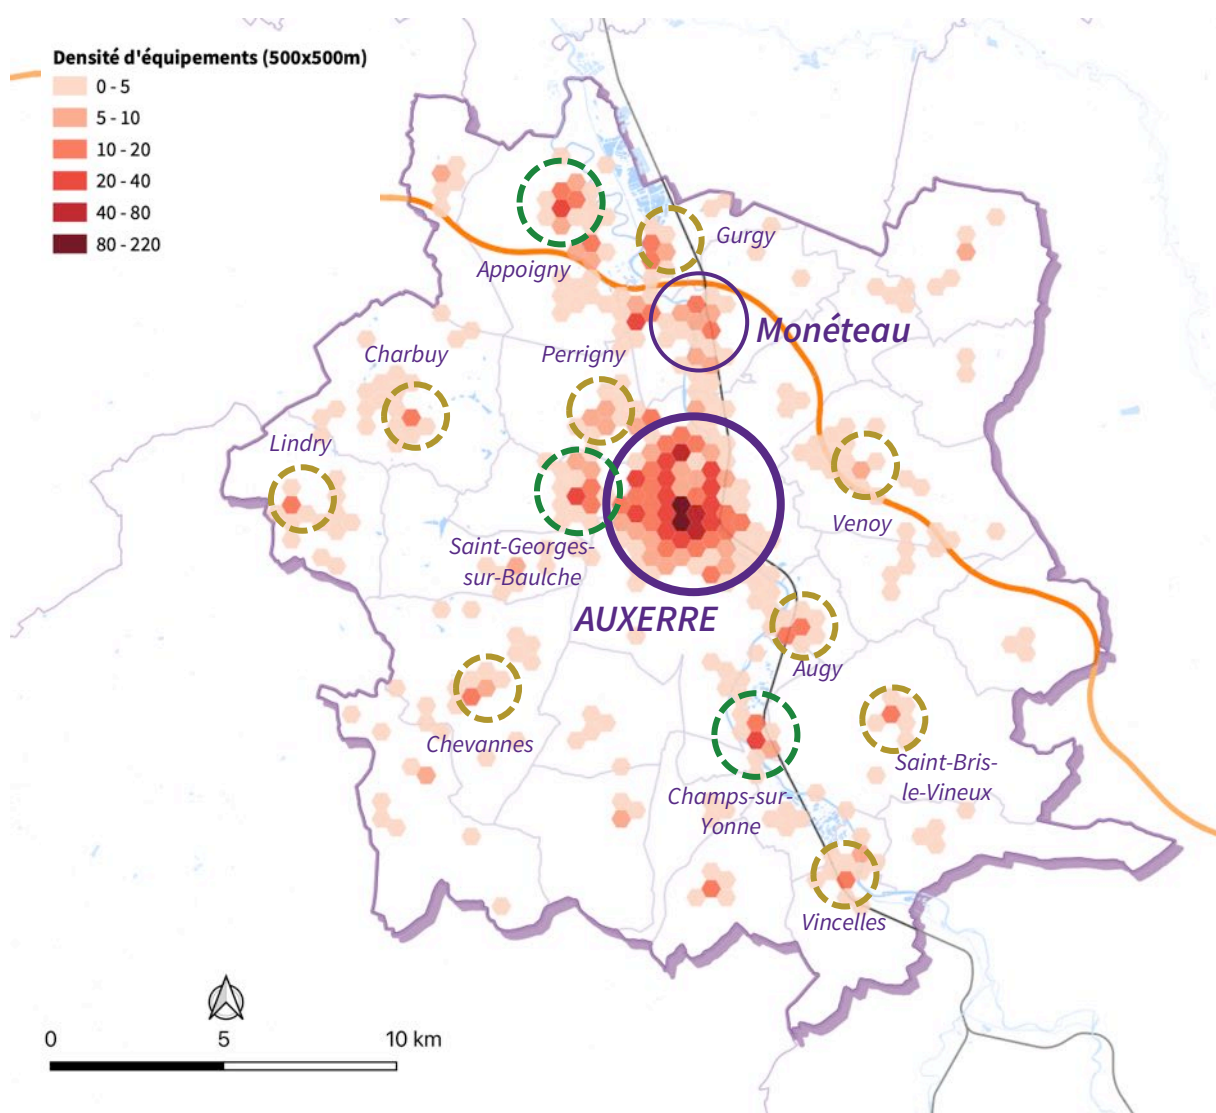 Densité d'équipements (500x500m)
0 - 5
5 - 10
10 - 20
20 - 40
40 - 80
80 - 220
Gurgy
Appoigny
Monéteau
Charbuy
Perrigny
Lindry
Venoy
Saint-Georges-
sur-Baulche
AUXERRE
Augy
Chevannes
Saint-Bris-
le-Vineux
Champs-sur-
Yonne
Vincelles
0 5 10 km